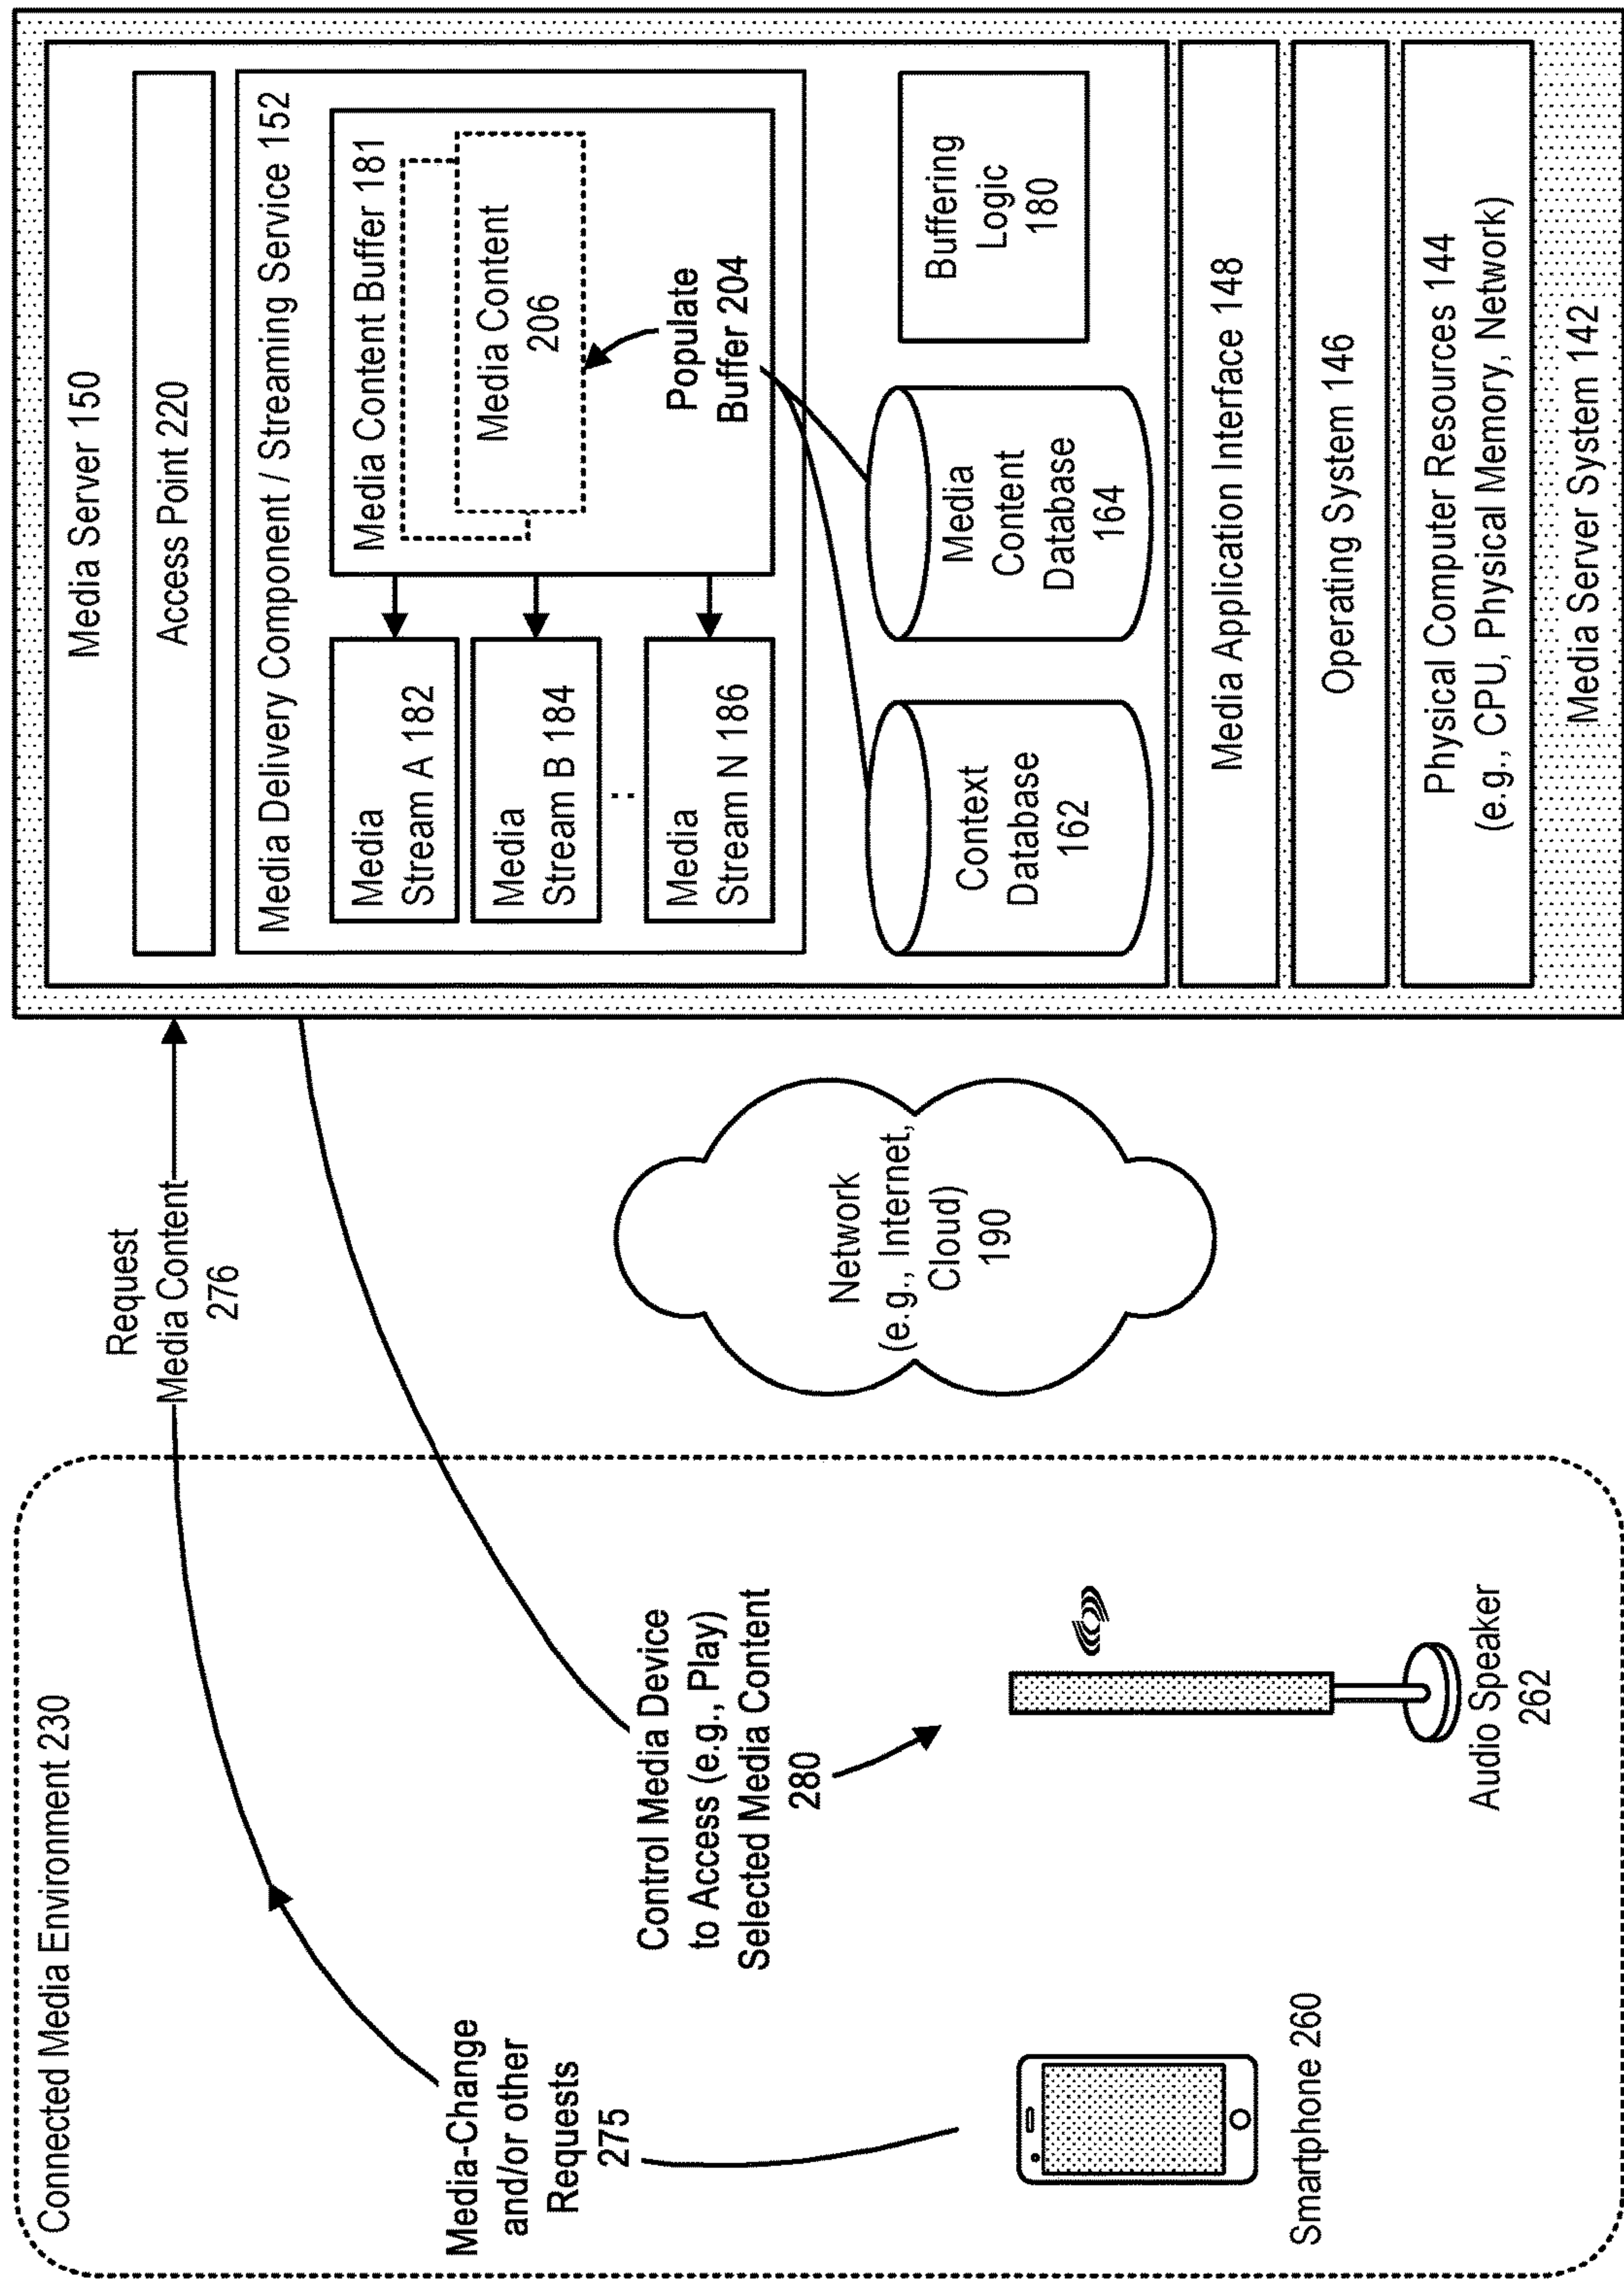 Connected Media Environment 230
Media-Change
and/or other
Requests
275
Smartphone 260
Control Media Device
to Access (e.g., Play)
Selected Media Content
280
Audio Speaker
262
Request
Media Content
276
Network
(e.g., Internet,
Cloud)
190
Media Server 150
Access Point 220
Media Delivery Component / Streaming Service 152
Media
Stream A 182
Media
Stream B 184
:
Media
Stream N 186
Media Content Buffer 181
Media Content
206
Populate
Buffer 204
Context
Database
162
Media
Content
Database
164
Buffering
Logic
180
Media Application Interface 148
Operating System 146
Physical Computer Resources 144
(e.g., CPU, Physical Memory, Network)
Media Server System 142